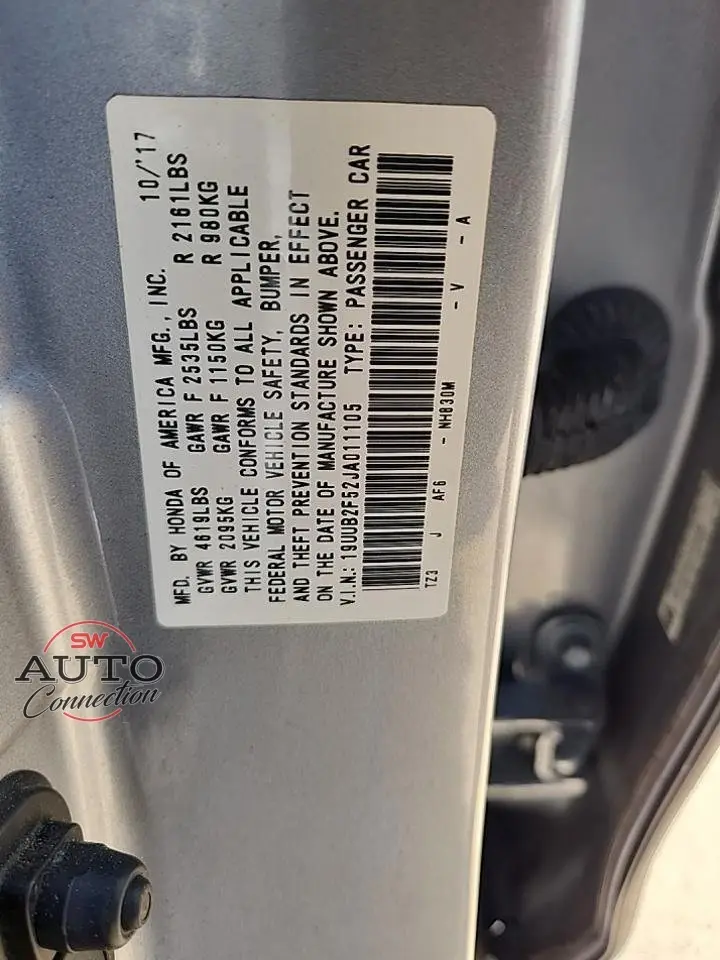 MFD. BY HONDA OF AMERICA MFG., INC. 10/'17
GVWR 4619LBS GAWR F 2535LBS R 2161LBS
GVWR 2095KG GAWR F 1150KG R 980KG
THIS VEHICLE CONFORMS TO ALL APPLICABLE
FEDERAL MOTOR VEHICLE SAFETY, BUMPER,
AND THEFT PREVENTION STANDARDS IN EFFECT
ON THE DATE OF MANUFACTURE SHOWN ABOVE.
V.I.N.: 19UUB2F52JA011105 TYPE: PASSENGER CAR
TZ3 J AF6 - NH830M - V - A
SW
AUTO
Connection